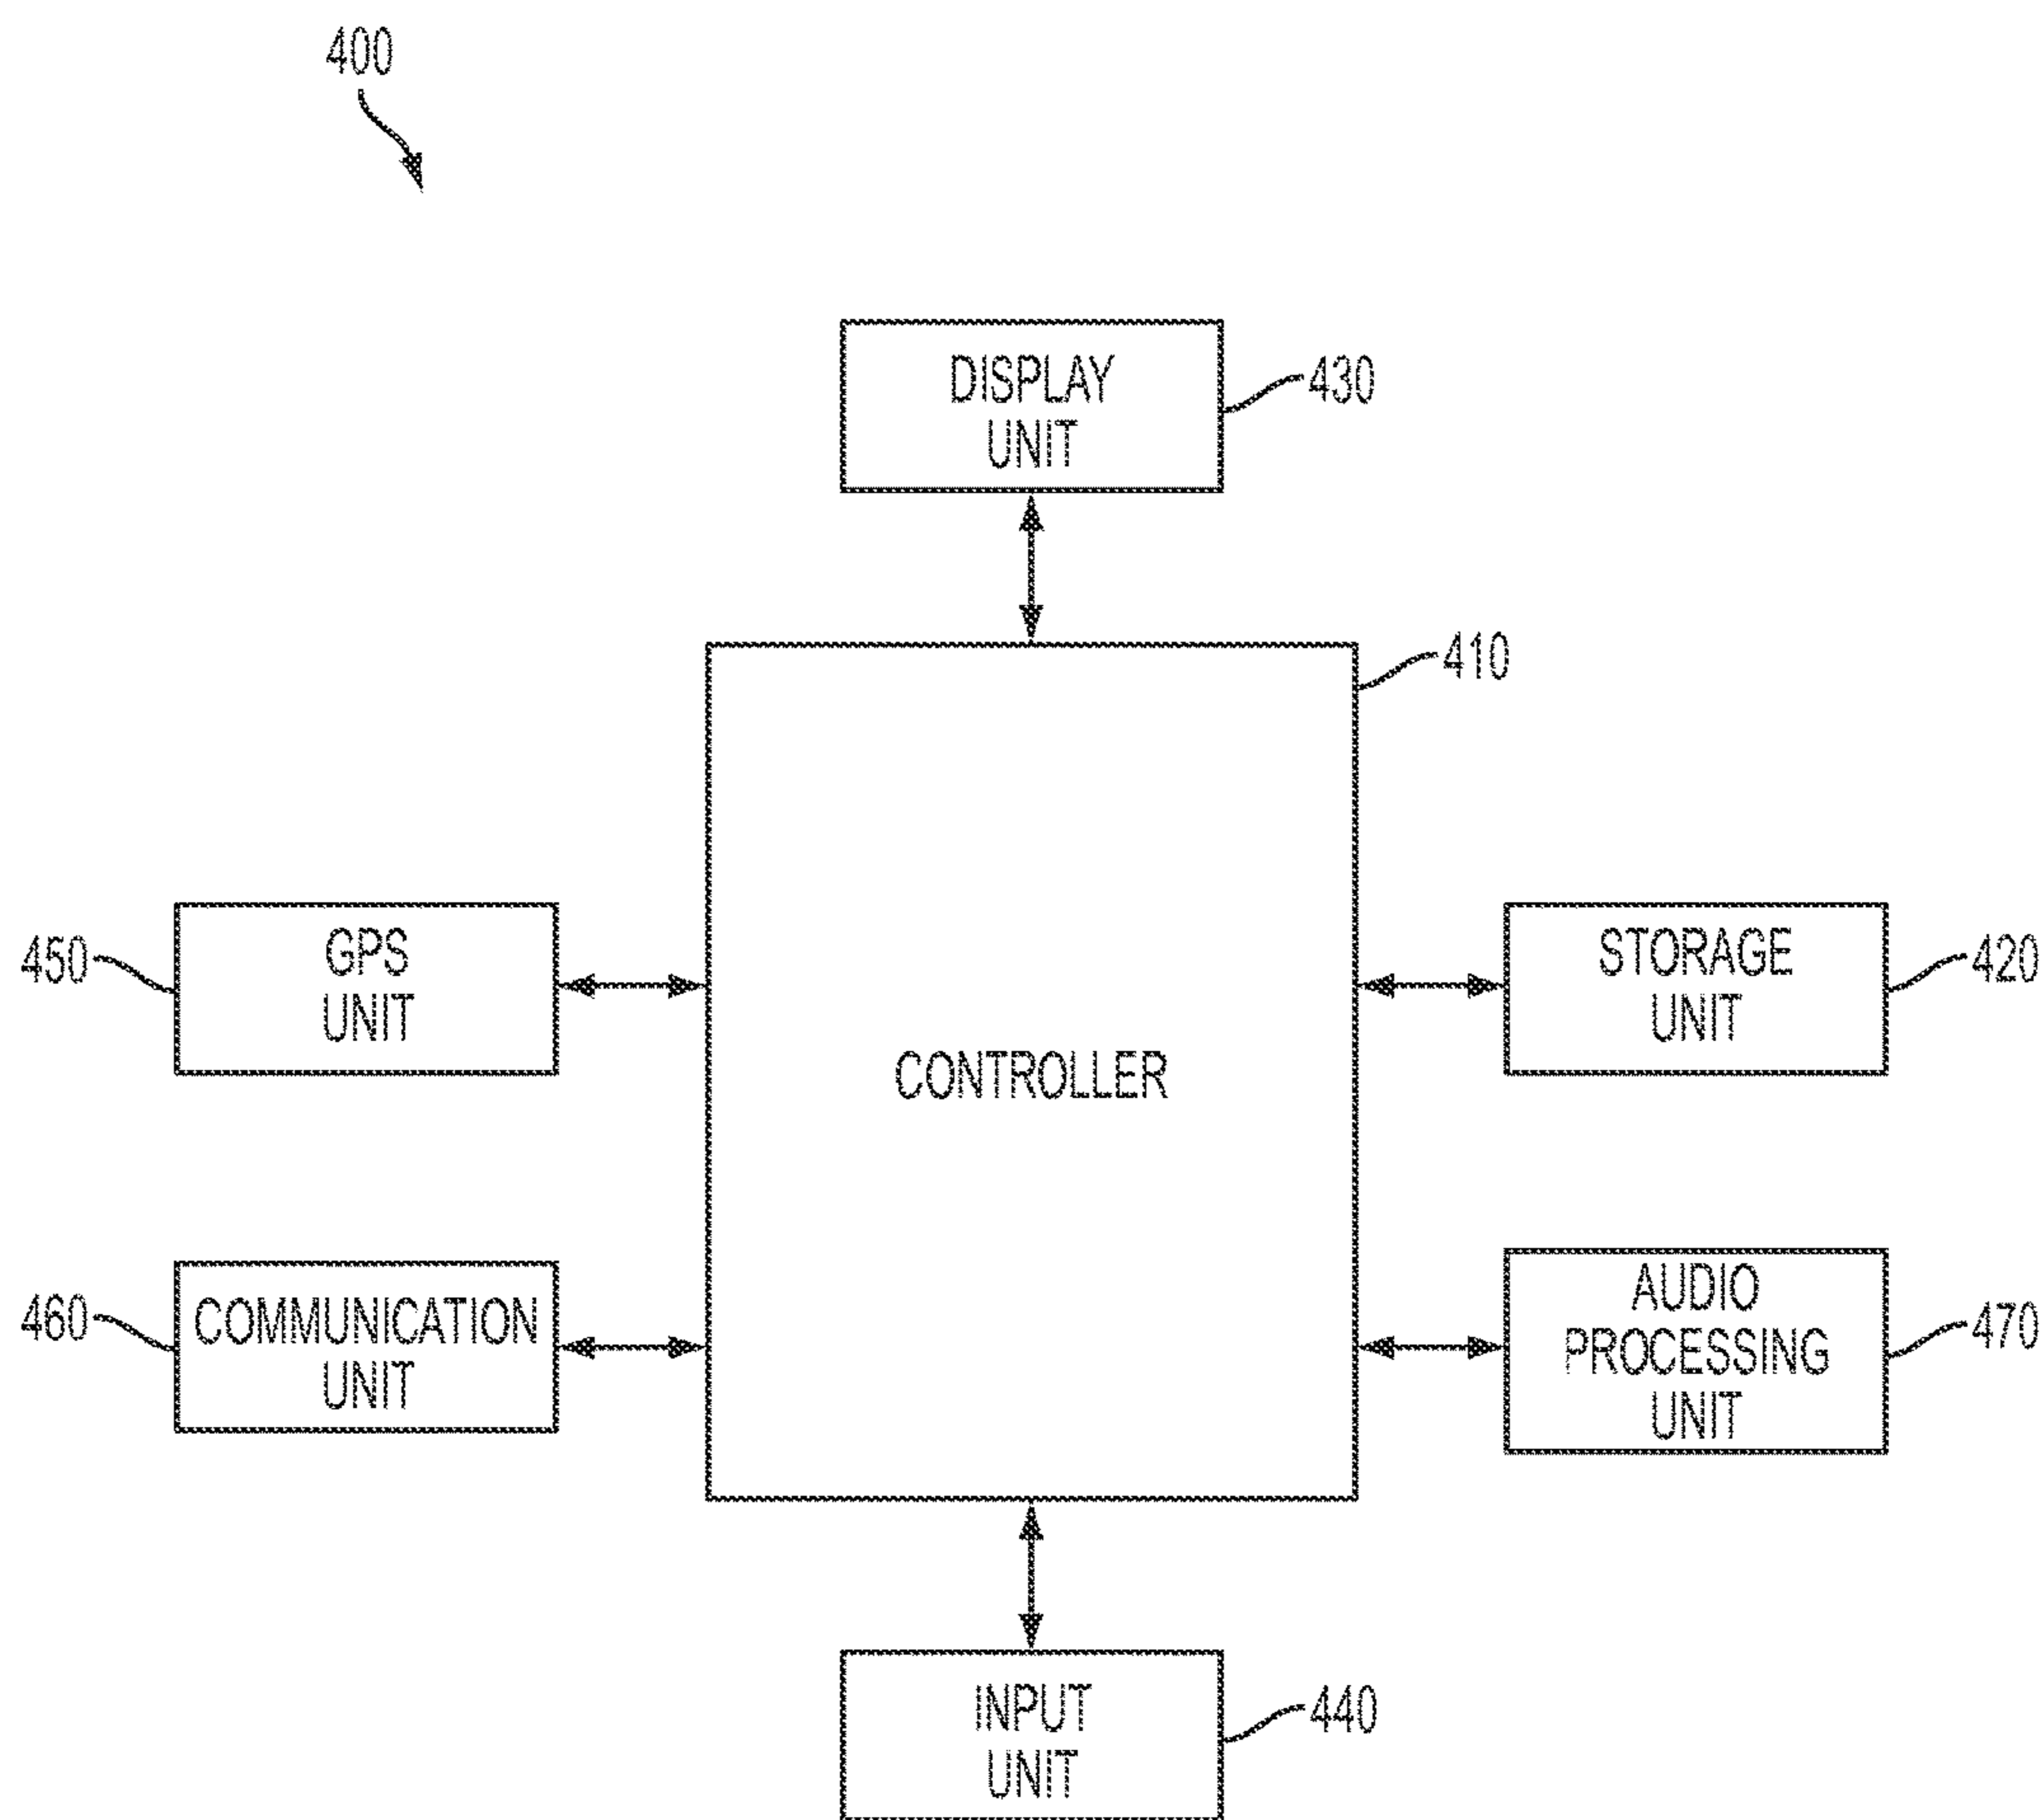 400
DISPLAY
UNIT
430
410
450
GPS
UNIT
STORAGE
UNIT
420
CONTROLLER
460
COMMUNICATION
UNIT
AUDIO
PROCESSING
UNIT
470
INPUT
UNIT
440